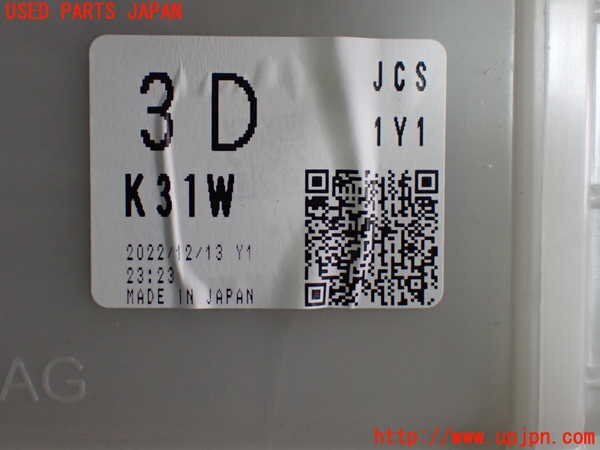 USED PARTS JAPAN
3D
JCS
1Y1
K31W
2022/12/13 Y1
23:23
MADE IN JAPAN
AG
http://www.upjpn.com/